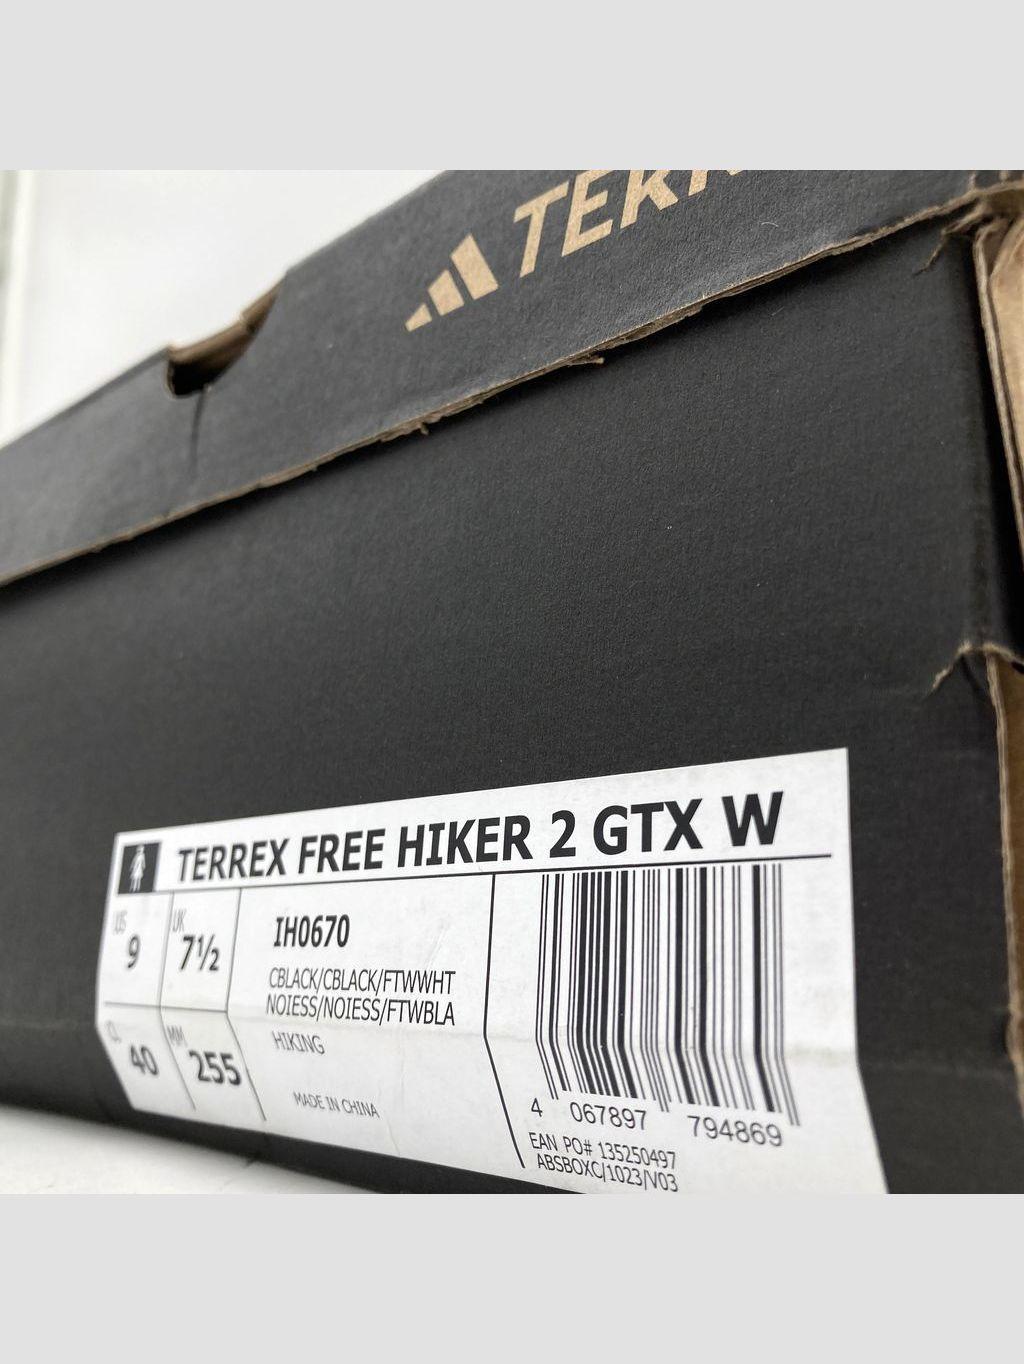 TERR
TERREX FREE HIKER 2 GTX W
US
9
UK
7½
IH0670
CBLACK/CBLACK/FTWWHT
NOIESS/NOIESS/FTWBLA
HIKING
MADE IN CHINA
40
MM
255
4 067897 794869
EAN PO# 135250497
ABSBOXC/1023/V03